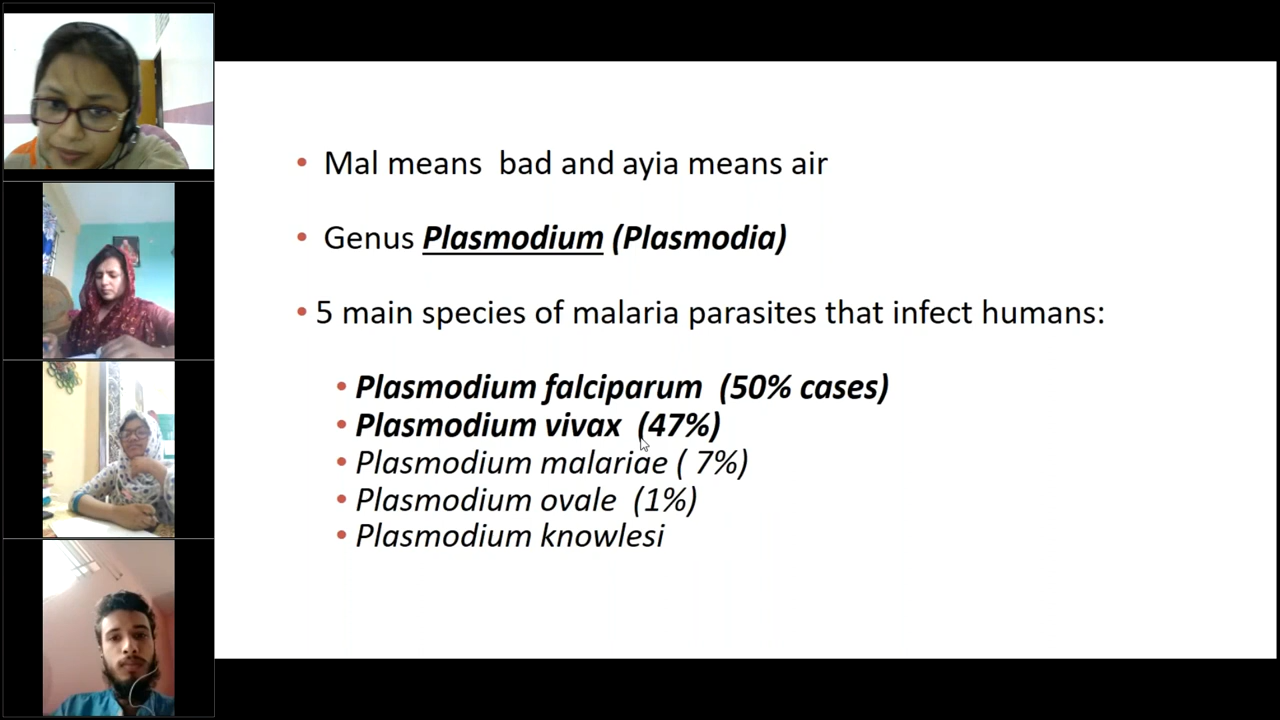 • Mal means bad and ayia means air
• Genus Plasmodium (Plasmodia)
• 5 main species of malaria parasites that infect humans:
• Plasmodium falciparum (50% cases)
• Plasmodium vivax (47%)
• Plasmodium malariae ( 7%)
• Plasmodium ovale (1%)
• Plasmodium knowlesi